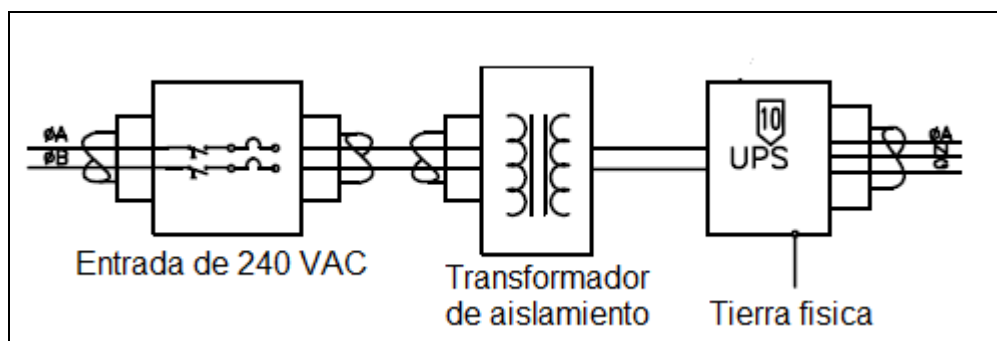 øA
øB
Entrada de 240 VAC
Transformador
de aislamiento
10
UPS
Tierra fisica
øA
N
G